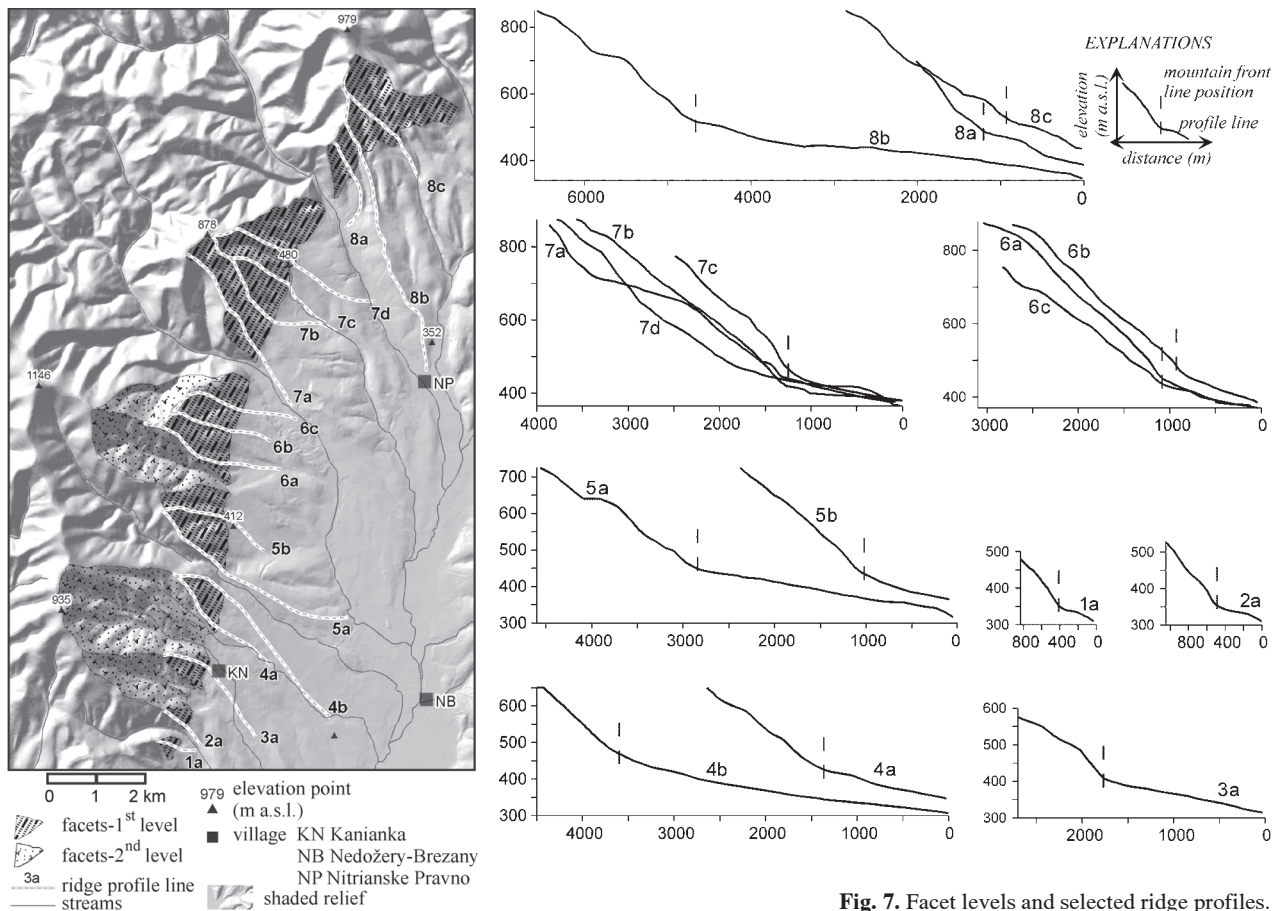 979
8c
878
8a
480
8b
7d
7c
7b
352
NP
1146
7a
6c
6b
6a
412
5b
935
5a
KN
4a
4b
NB
3a
2a
1a
0 1 2 km
facets-1st level
facets-2nd level
3a
ridge profile line
streams
979 elevation point
(m a.s.l.)
village KN Kanianka
NB Nedožery-Brezany
NP Nitrianske Pravno
shaded relief
800
600
400
8c
8a
8b
6000 4000 2000 0
EXPLANATIONS
elevation
(m a.s.l.)
mountain front
line position
profile line
distance (m)
800
600
400
7b
7a
7c
7d
4000 3000 2000 1000 0
800
600
400
6a
6b
6c
3000 2000 1000 0
700
600
500
400
300
5a
5b
4000 3000 2000 1000 0
500
400
300
1a
800 400 0
500
400
300
2a
800 400 0
600
500
400
300
4b
4a
4000 3000 2000 1000 0
600
500
400
300
3a
2000 1000 0
Fig. 7. Facet levels and selected ridge profiles.